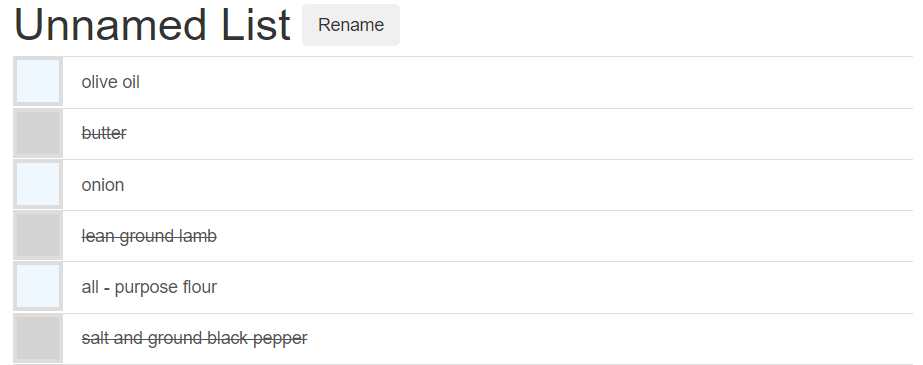 Unnamed List Rename
olive oil
butter
onion
lean ground lamb
all - purpose flour
salt and ground black pepper